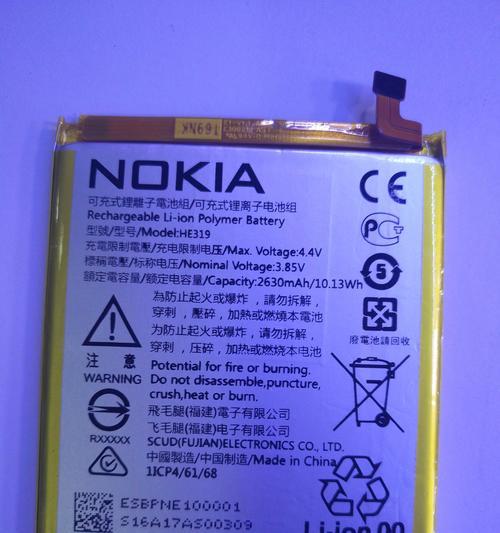 169NK
NOKIA
CE
可充式鋰離子電池組/可充式锂离子电池组
Rechargeable Li-ion Polymer Battery
型號/型号/Model:HE319
充電限制電壓/充电限制电压/Max. Voltage:4.4V
標稱電壓/标称电压/Nominal Voltage:3.85V
額定電容量/额定电容量/Capacity:2630mAh/10.13Wh
5
為防止起火或爆炸，請勿拆解，
穿刺，壓碎，加熱或燃燒本電池
为防止起火或爆炸，请勿拆解，
穿刺，压碎，加热或燃烧本电池
廢電池請回收
注 意
WARNING
Potential for fire or burning.
Do not disassemble,puncture,
crush,heat or burn.
RXXXXX
飛毛腿(福建)電子有限公司
飞毛腿(福建)电子有限公司
SCUD(FUJIAN)ELECTRONICS CO., LTD.
中國製造/中国制造/Made in China
1ICP4/61/68
ESBPNE100001
S16A17AS00309
Li-ion 00